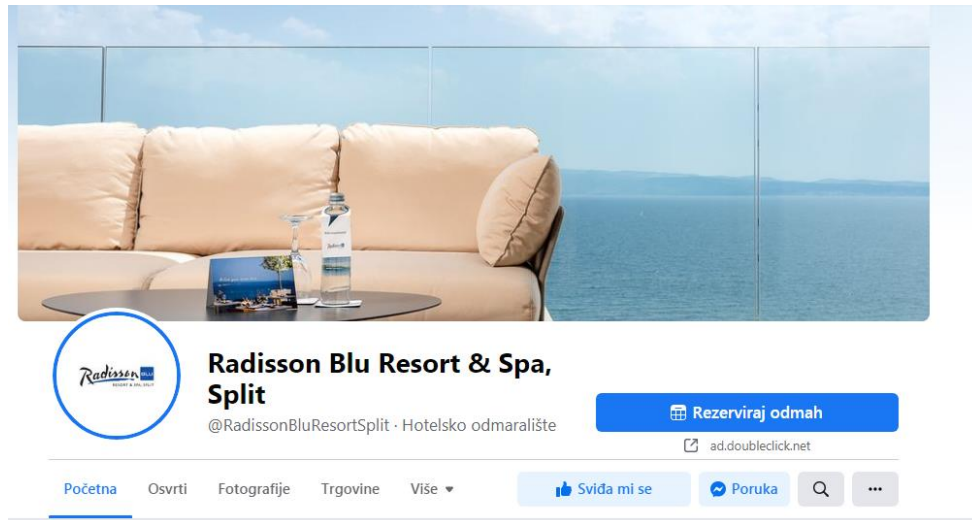 Radisson BLU
RESORT & SPA, SPLIT
Radisson Blu Resort & Spa,
Split
@RadissonBluResortSplit · Hotelsko odmaralište
Rezerviraj odmah
ad.doubleclick.net
Početna Osvrti Fotografije Trgovine Više
Sviđa mi se Poruka